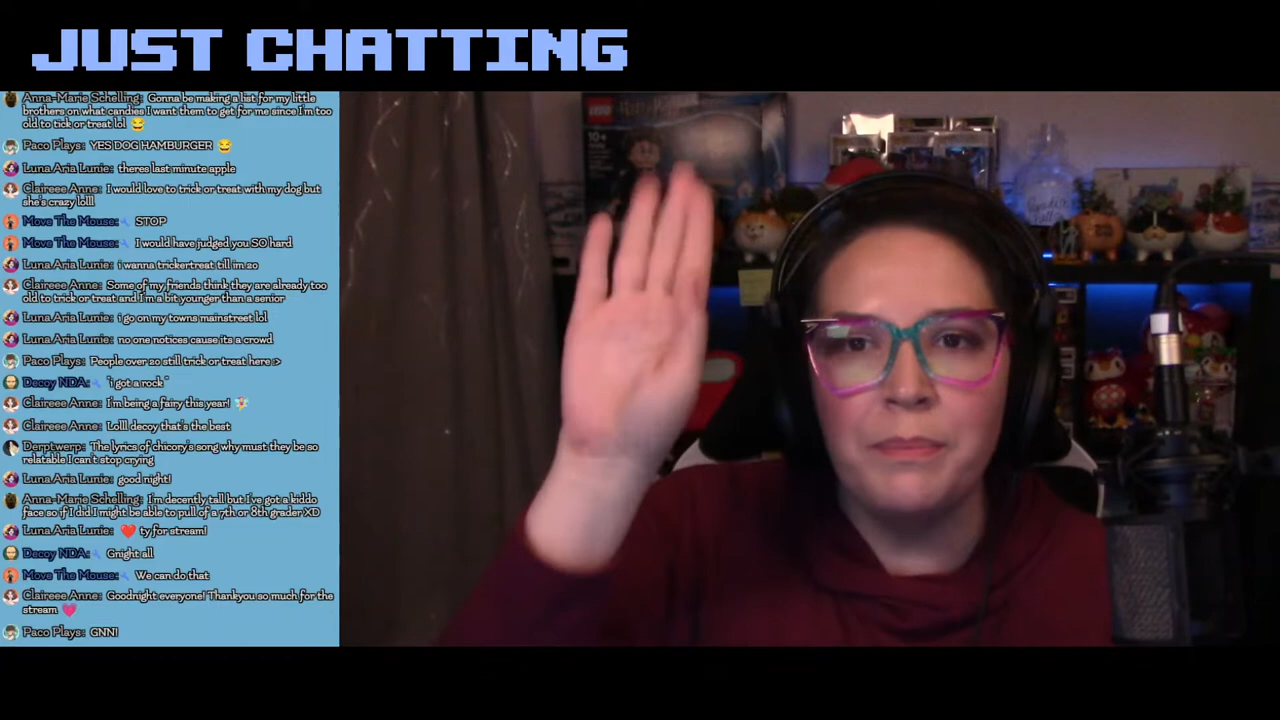 JUST CHATTING
Anna-Marie Schelling: Gonna be making a list for my little
brothers on what candies I want them to get for me since I'm too
old to tick or treat lol 😂
Paco Plays: YES DOG HAMBURGER 😂
Luna Aria Lunie: theres last minute apple
Claireee Anne: I would love to trick or treat with my dog but
she's crazy lolll
Move The Mouse: STOP
Move The Mouse: I would have judged you SO hard
Luna Aria Lunie: i wanna trickertreat till im 20
Claireee Anne: Some of my friends think they are already too
old to trick or treat and I'm a bit younger than a senior
Luna Aria Lunie: i go on my towns mainstreet lol
Luna Aria Lunie: no one notices cause its a crowd
Paco Plays: People over 20 still trick or treat here :>
Decoy NDA: "i got a rock"
Claireee Anne: I'm being a fairy this year! 🧚
Claireee Anne: Lolll decoy that's the best
Derptwerp: The lyrics of chicory's song why must they be so
relatable I can't stop crying
Luna Aria Lunie: good night!
Anna-Marie Schelling: I'm decently tall but I've got a kiddo
face so if I did I might be able to pull of a 7th or 8th grader XD
Luna Aria Lunie: ❤️ ty for stream!
Decoy NDA: Gnight all
Move The Mouse: We can do that
Claireee Anne: Goodnight everyone! Thankyou so much for the
stream 💗
Paco Plays: GNN!
LEGO
10+